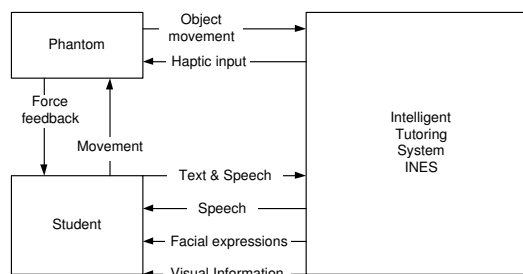 Object
movement
Phantom
Haptic input
Force
feedback
Movement
Intelligent
Tutoring
System
INES
Text & Speech
Speech
Student
Facial expressions
Visual Information